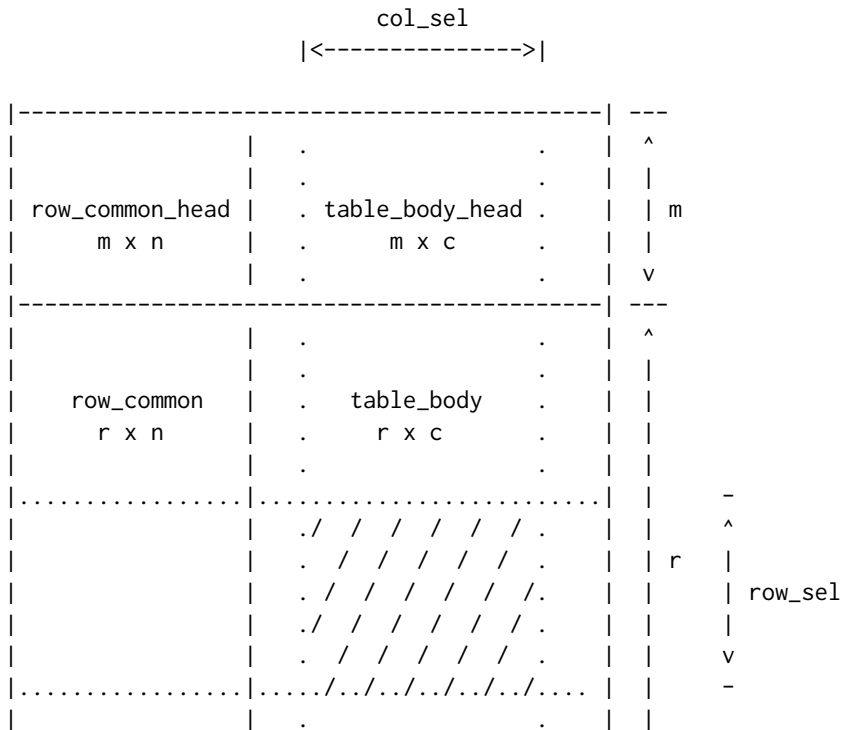 col_sel
|<--------------->|
|--------------------------------------------| ---
|                 |   .                 .    |  ^
|                 |   .                 .    |  |
| row_common_head |   . table_body_head .    |  | m
|      m x n      |   .      m x c      .    |  |
|                 |   .                 .    |  v
|--------------------------------------------| ---
|                 |   .                 .    |  ^
|                 |   .                 .    |  |
|    row_common   |   .   table_body    .    |  |
|      r x n      |   .      r x c      .    |  |
|                 |   .                 .    |  |
|.................|..........................|  |     -
|                 |   ./  /  /  /  /  / .    |  |     ^
|                 |   .  /  /  /  /  /  .    |  | r   |
|                 |   . /  /  /  /  /  /.    |  |     | row_sel
|                 |   ./  /  /  /  /  / .    |  |     |
|                 |   .  /  /  /  /  /  .    |  |     v
|.................|...../../../../../../.... |  |     -
|                 |   .                 .    |  |